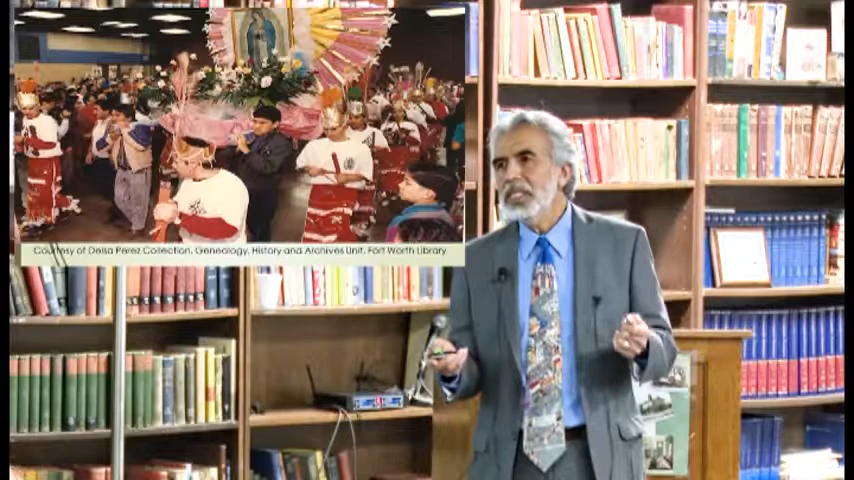 Courtesy of Delsa Perez Collection, Genealogy, History and Archives Unit, Fort Worth Library